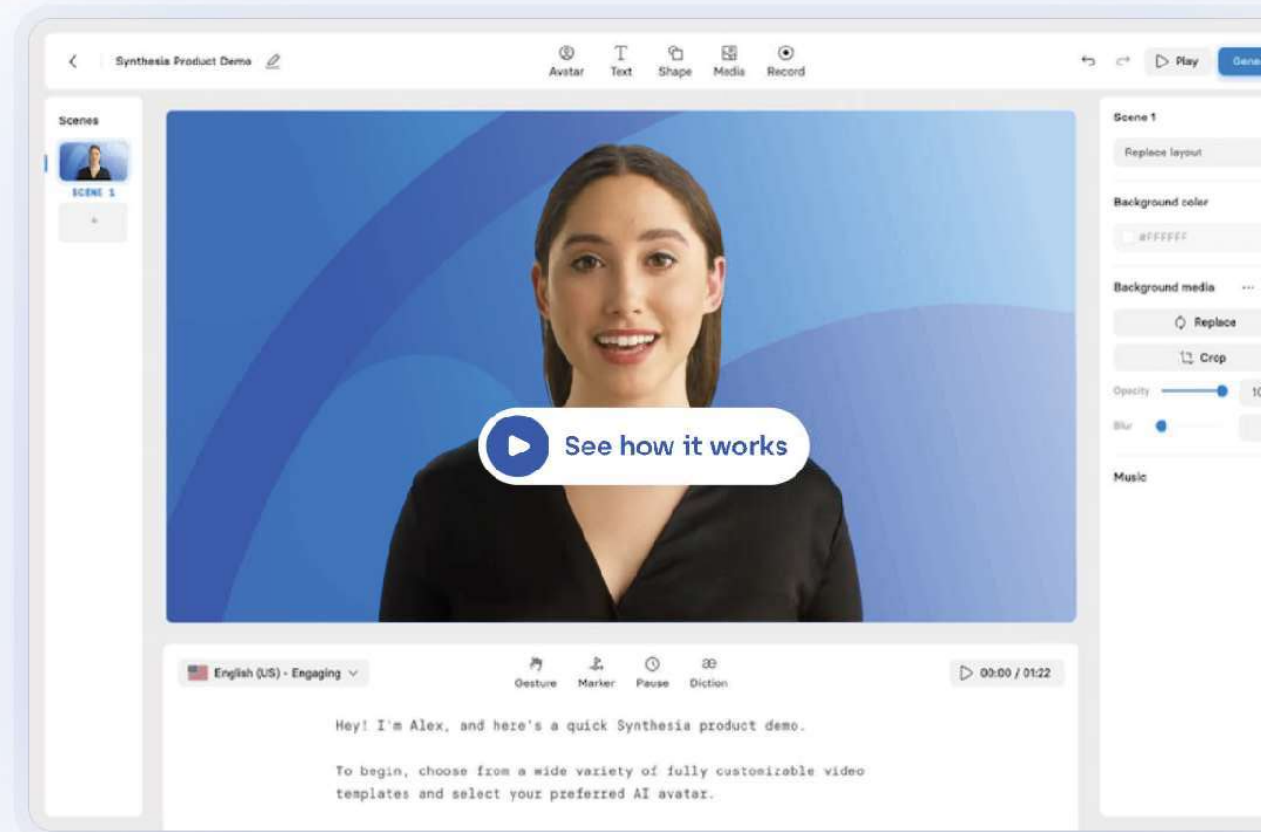 Synthesia Product Demo
Avatar
Text
Shape
Media
Record
Play
Scenes
SCENE 1
See how it works
Scene 1
Replace layout
Background color
#FFFFFF
Background media
Replace
Crop
Opacity
Blur
Music
English (US) - Engaging
Gesture
Marker
Pause
æ
Diction
00:00 / 01:22
Hey! I'm Alex, and here's a quick Synthesia product demo.
To begin, choose from a wide variety of fully customizable video
templates and select your preferred AI avatar.